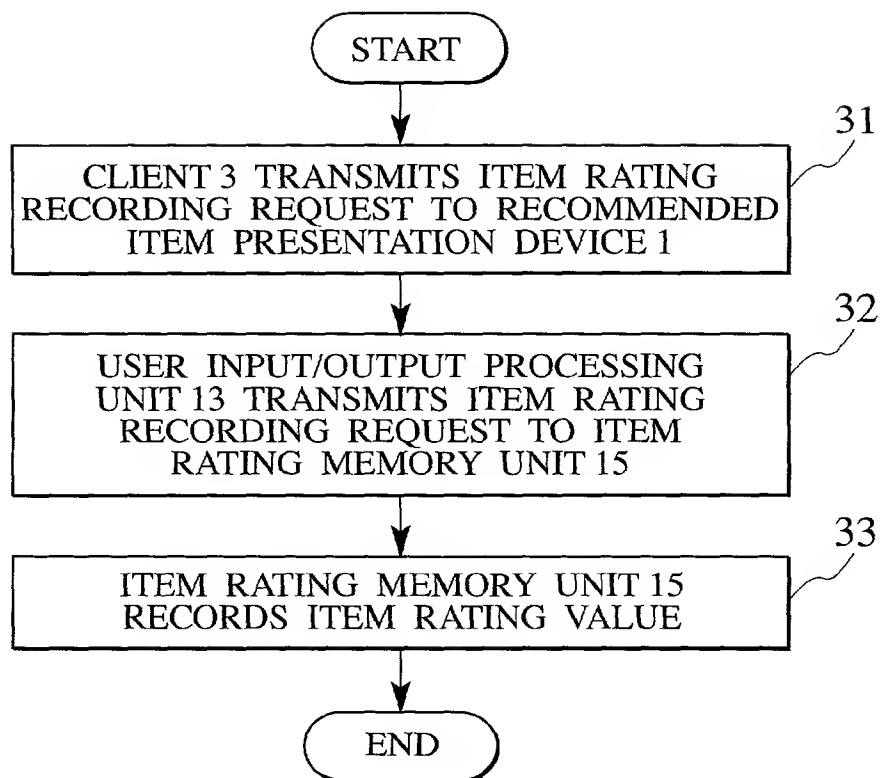 START
31
CLIENT 3 TRANSMITS ITEM RATING
RECORDING REQUEST TO RECOMMENDED
ITEM PRESENTATION DEVICE 1
32
USER INPUT/OUTPUT PROCESSING
UNIT 13 TRANSMITS ITEM RATING
RECORDING REQUEST TO ITEM
RATING MEMORY UNIT 15
33
ITEM RATING MEMORY UNIT 15
RECORDS ITEM RATING VALUE
END